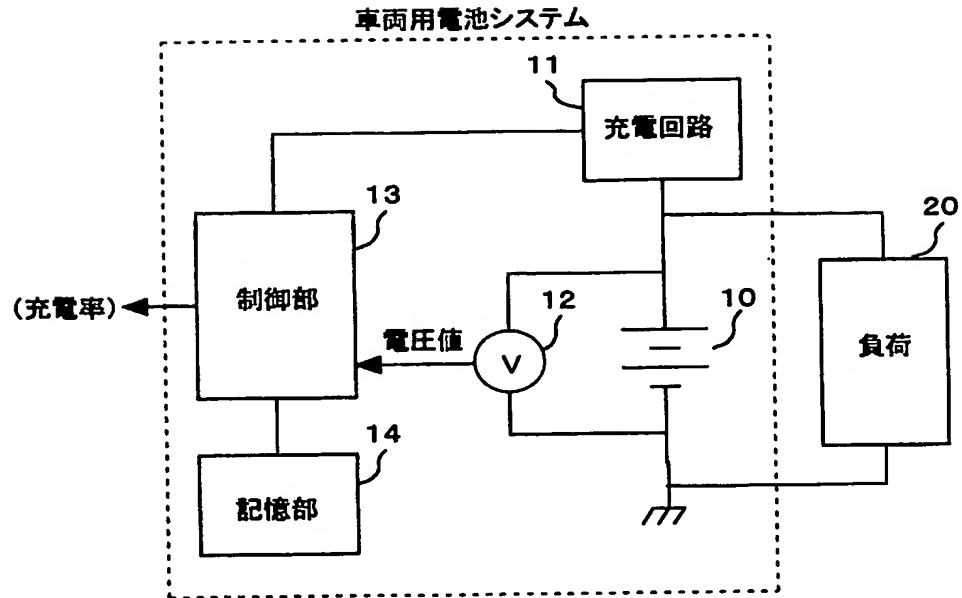 車両用電池システム
11
充電回路
13
20
(充電率)
制御部
電圧値
12
V
10
負荷
14
記憶部